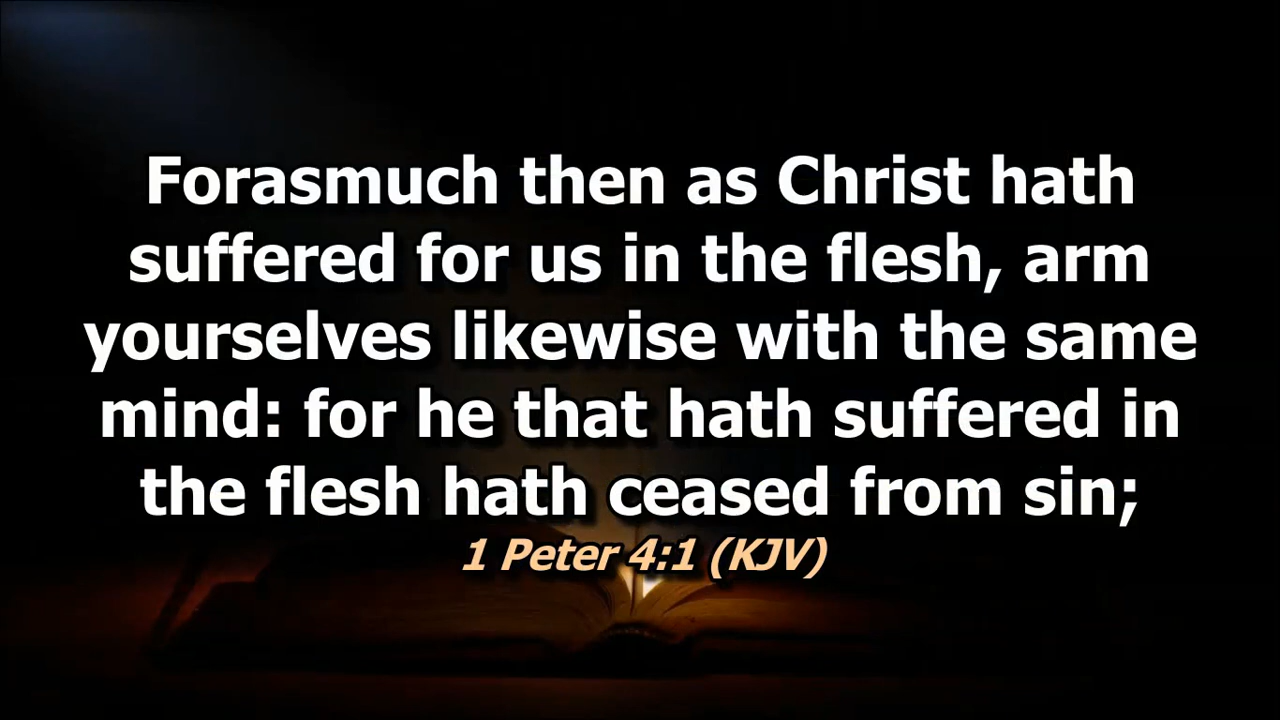 Forasmuch then as Christ hath
suffered for us in the flesh, arm
yourselves likewise with the same
mind: for he that hath suffered in
the flesh hath ceased from sin;
1 Peter 4:1 (KJV)